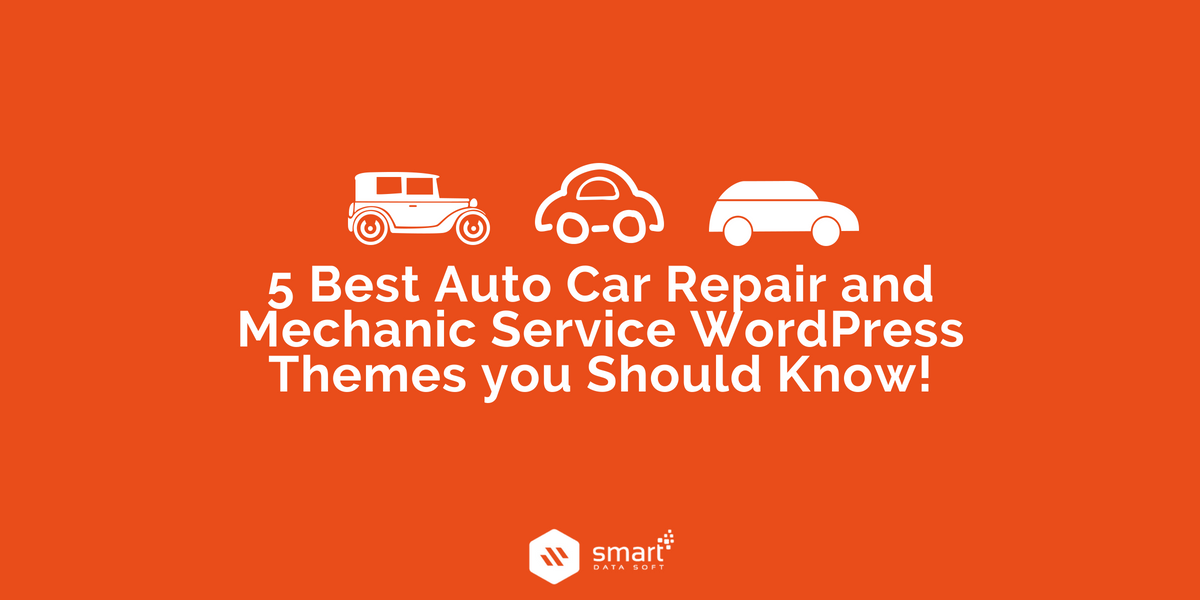 5 Best Auto Car Repair and
Mechanic Service WordPress
Themes you Should Know!
smart
DATA SOFT